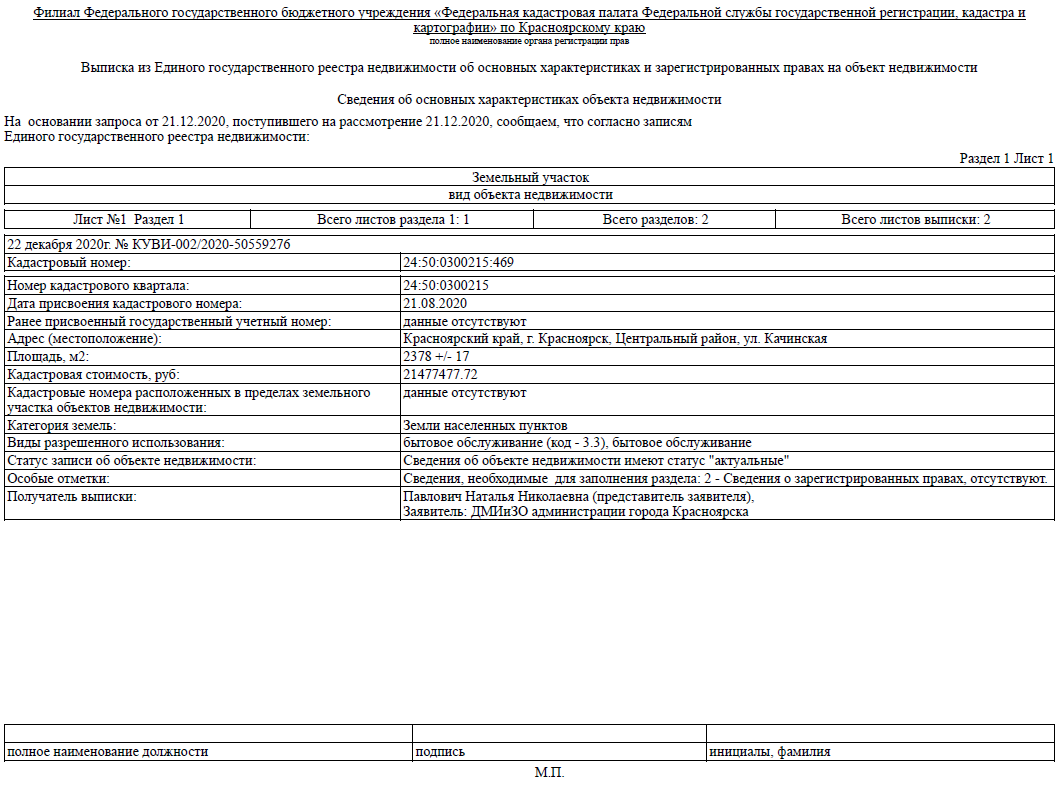 Филиал Федерального государственного бюджетного учреждения «Федеральная кадастровая палата Федеральной службы государственной регистрации, кадастра и
картографии» по Красноярскому краю
полное наименование органа регистрации прав
Выписка из Единого государственного реестра недвижимости об основных характеристиках и зарегистрированных правах на объект недвижимости
Сведения об основных характеристиках объекта недвижимости
На основании запроса от 21.12.2020, поступившего на рассмотрение 21.12.2020, сообщаем, что согласно записям
Единого государственного реестра недвижимости:
Раздел 1 Лист 1
Земельный участок
вид объекта недвижимости
Лист №1 Раздел 1 Всего листов раздела 1: 1 Всего разделов: 2 Всего листов выписки: 2
22 декабря 2020г. № КУВИ-002/2020-50559276
Кадастровый номер: 24:50:0300215:469
Номер кадастрового квартала: 24:50:0300215
Дата присвоения кадастрового номера: 21.08.2020
Ранее присвоенный государственный учетный номер: данные отсутствуют
Адрес (местоположение): Красноярский край, г. Красноярск, Центральный район, ул. Качинская
Площадь, м2: 2378 +/- 17
Кадастровая стоимость, руб: 21477477.72
Кадастровые номера расположенных в пределах земельного данные отсутствуют
участка объектов недвижимости:
Категория земель: Земли населенных пунктов
Виды разрешенного использования: бытовое обслуживание (код - 3.3), бытовое обслуживание
Статус записи об объекте недвижимости: Сведения об объекте недвижимости имеют статус "актуальные"
Особые отметки: Сведения, необходимые для заполнения раздела: 2 - Сведения о зарегистрированных правах, отсутствуют.
Получатель выписки: Павлович Наталья Николаевна (представитель заявителя),
Заявитель: ДМИиЗО администрации города Красноярска
полное наименование должности подпись инициалы, фамилия
М.П.